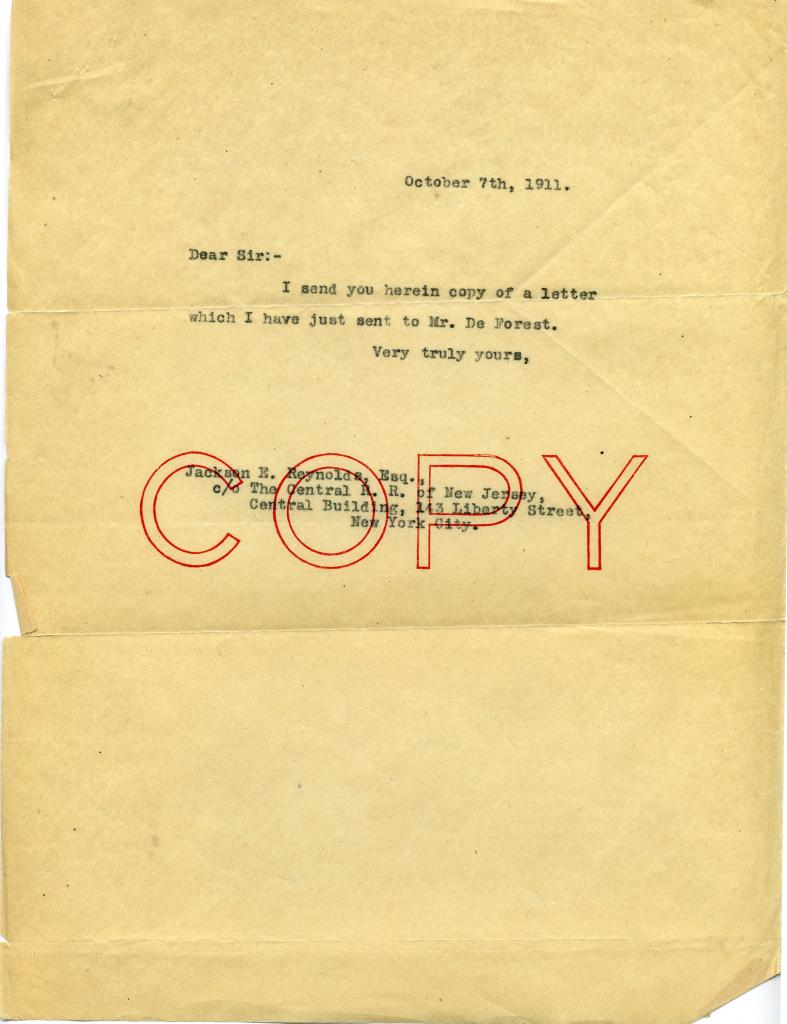 October 7th, 1911.
Dear Sir:-
I send you herein copy of a letter
which I have just sent to Mr. De Forest.
Very truly yours,
Jackson E. Reynolds, Esq.,
c/o The Central R. R. of New Jersey,
Central Building, 143 Liberty Street,
New York City.
COPY